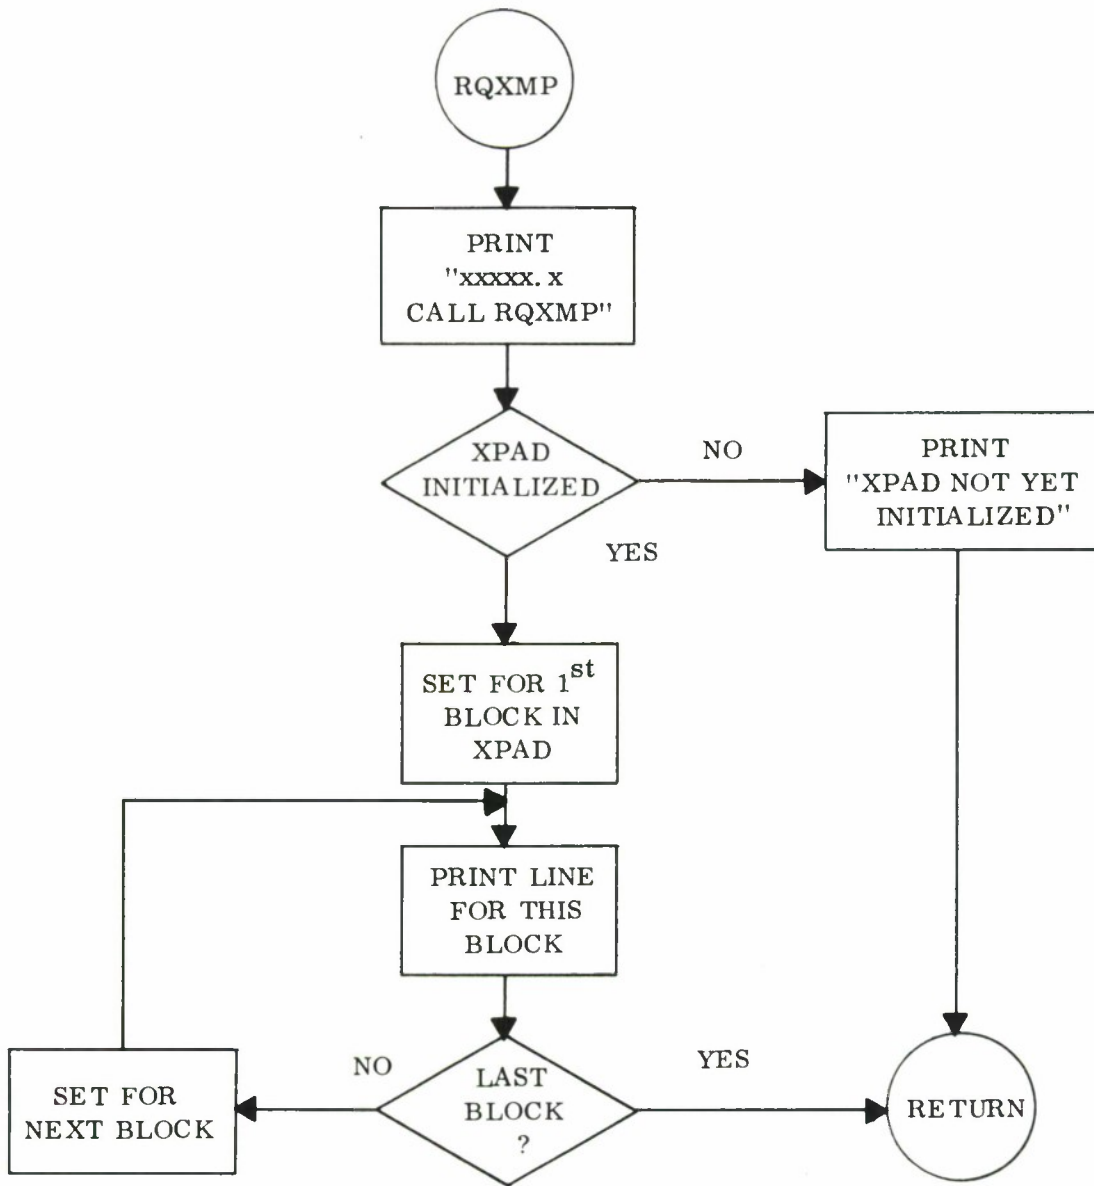 RQXMP
PRINT
"xxxxx. x
CALL RQXMP"
XPAD
INITIALIZED
NO
PRINT
"XPAD NOT YET
INITIALIZED"
YES
SET FOR 1st
BLOCK IN
XPAD
PRINT LINE
FOR THIS
BLOCK
NO
LAST
BLOCK
?
YES
SET FOR
NEXT BLOCK
RETURN